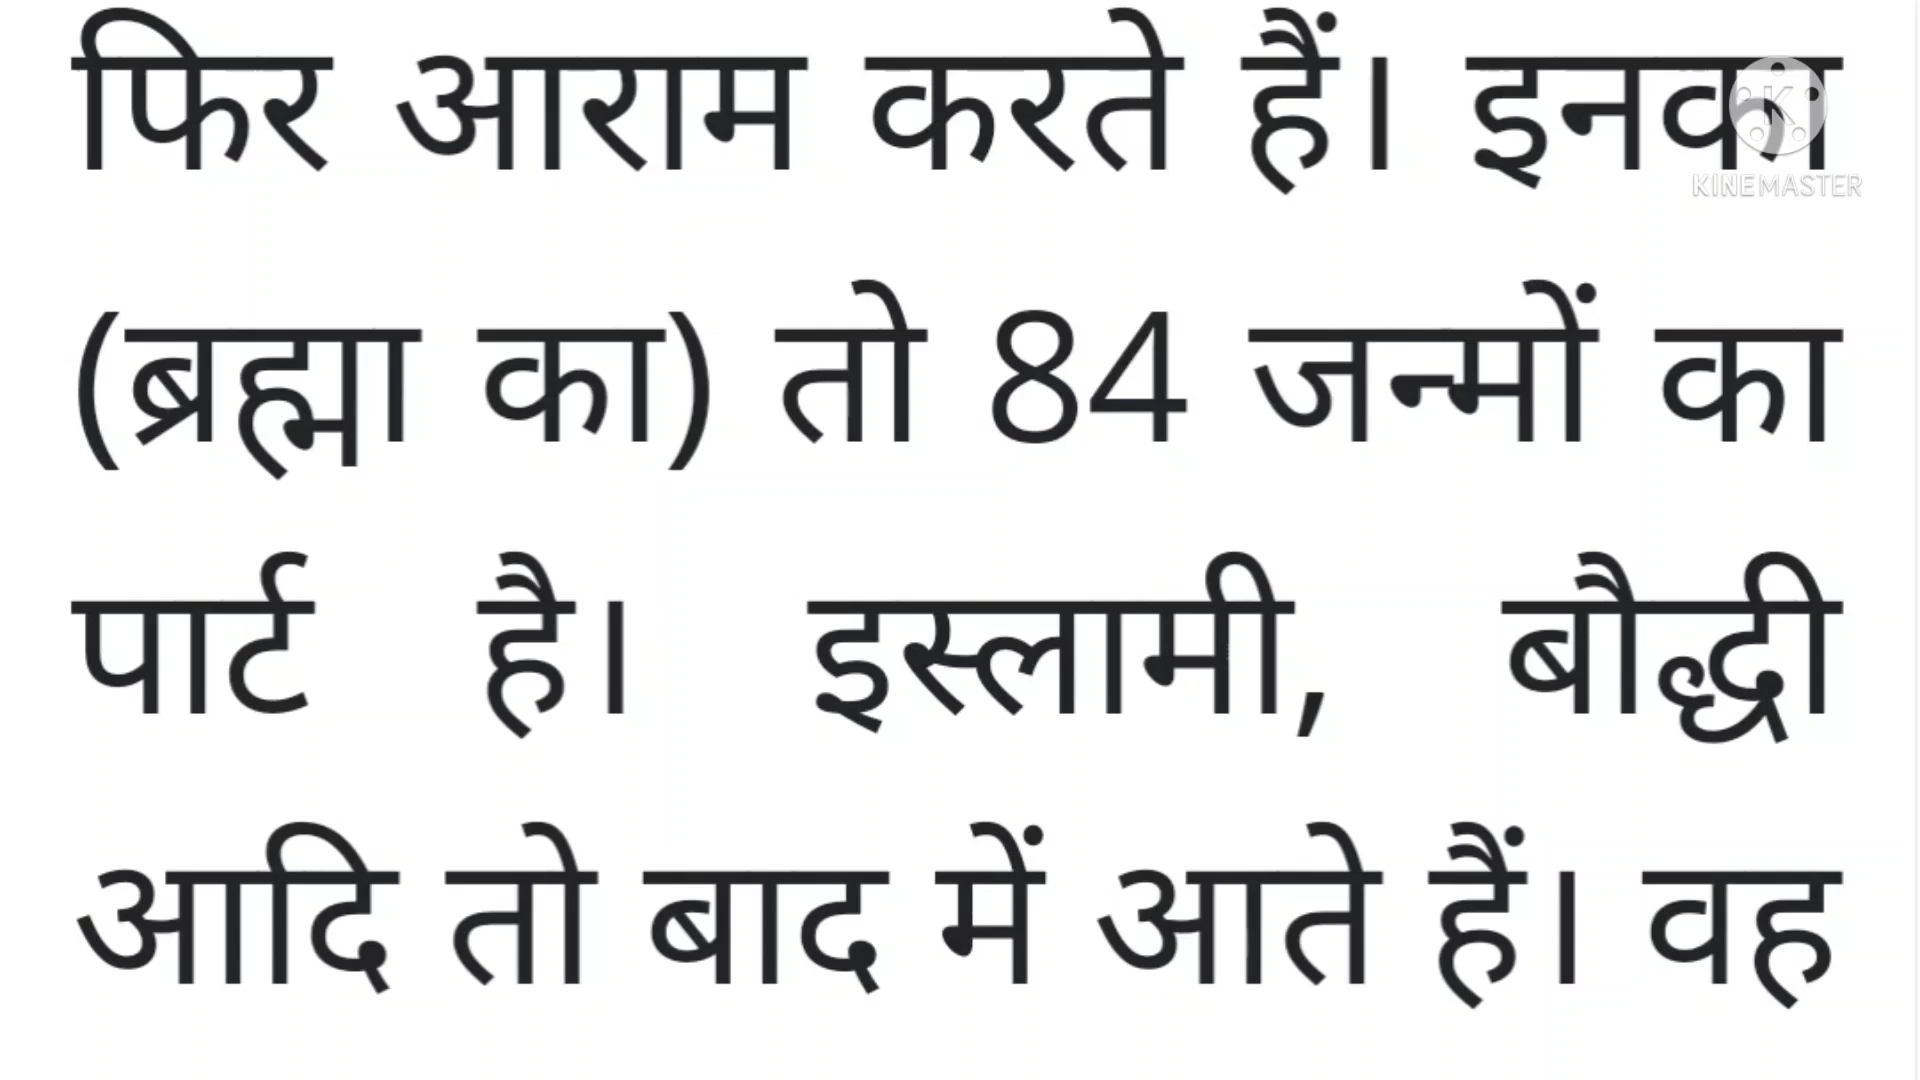 फिर आराम करते हैं। इनका
KINEMASTER
(ब्रह्मा का) तो 84 जन्मों का
पार्ट है। इस्लामी, बौद्धी
आदि तो बाद में आते हैं। वह